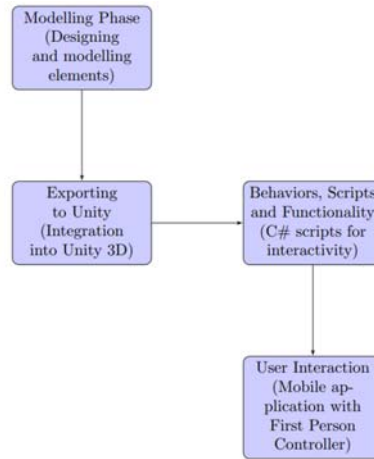 Modelling Phase
(Designing
and modelling
elements)
Exporting
to Unity
(Integration
into Unity 3D)
Behaviors, Scripts
and Functionality
(C# scripts for
interactivity)
User Interaction
(Mobile ap-
plication with
First Person
Controller)